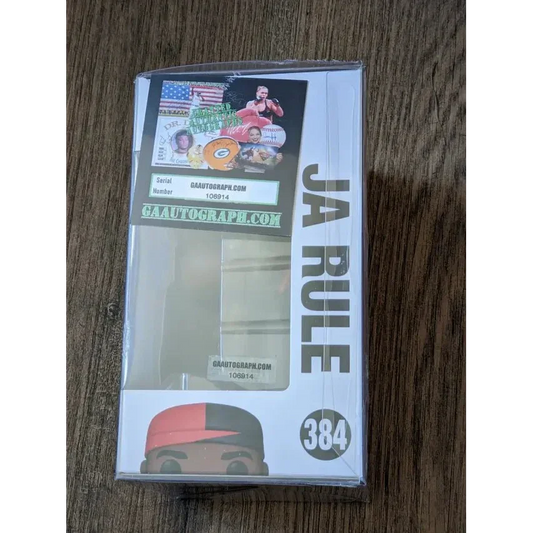 Serial
Number
GAAUTOGRAPH.COM
106914
GAAUTOGRAPH.COM
JA RULE
GAAUTOGRAPH.COM
106914
384